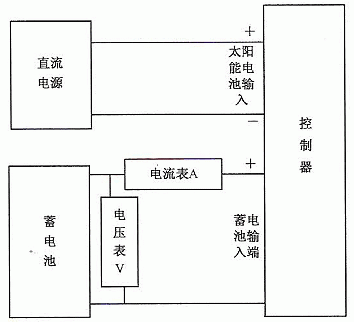 +
直流
电源
太阳
能电
池输
入
−
控
制
器
电流表A
+
蓄
电
池
电
压
表
V
蓄电
池输
入端